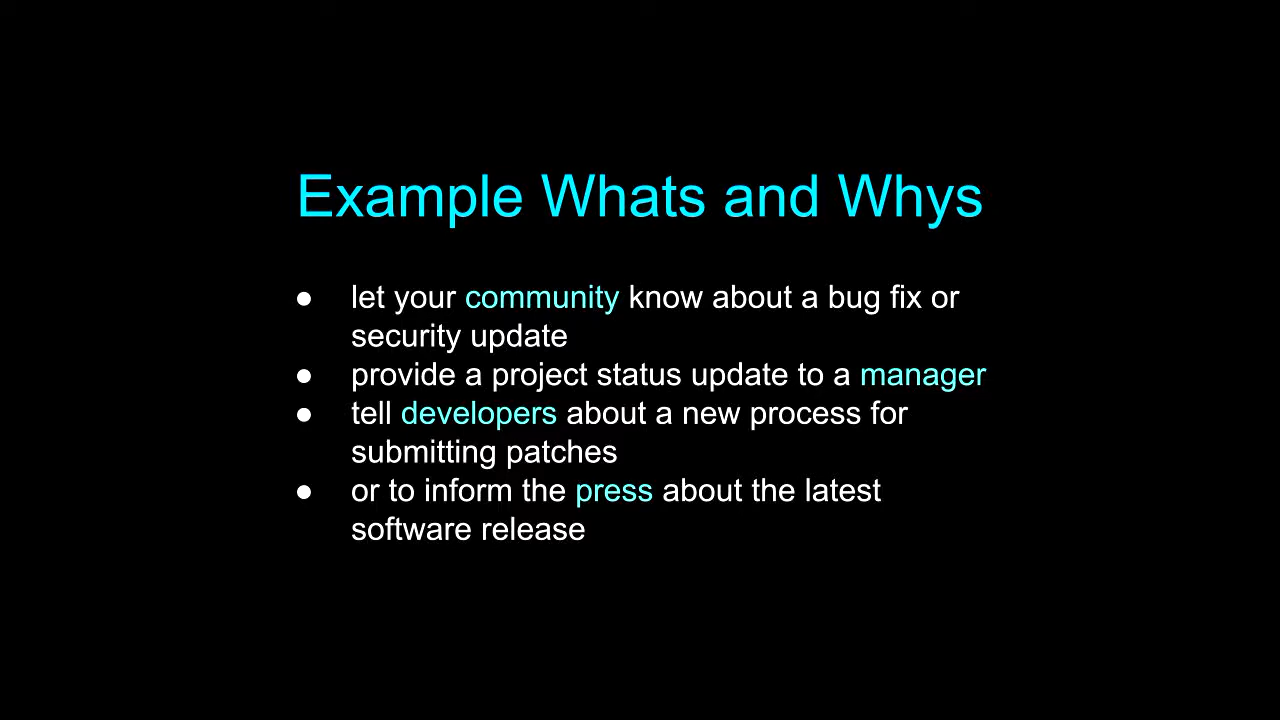 Example Whats and Whys
● let your community know about a bug fix or
security update
● provide a project status update to a manager
● tell developers about a new process for
submitting patches
● or to inform the press about the latest
software release